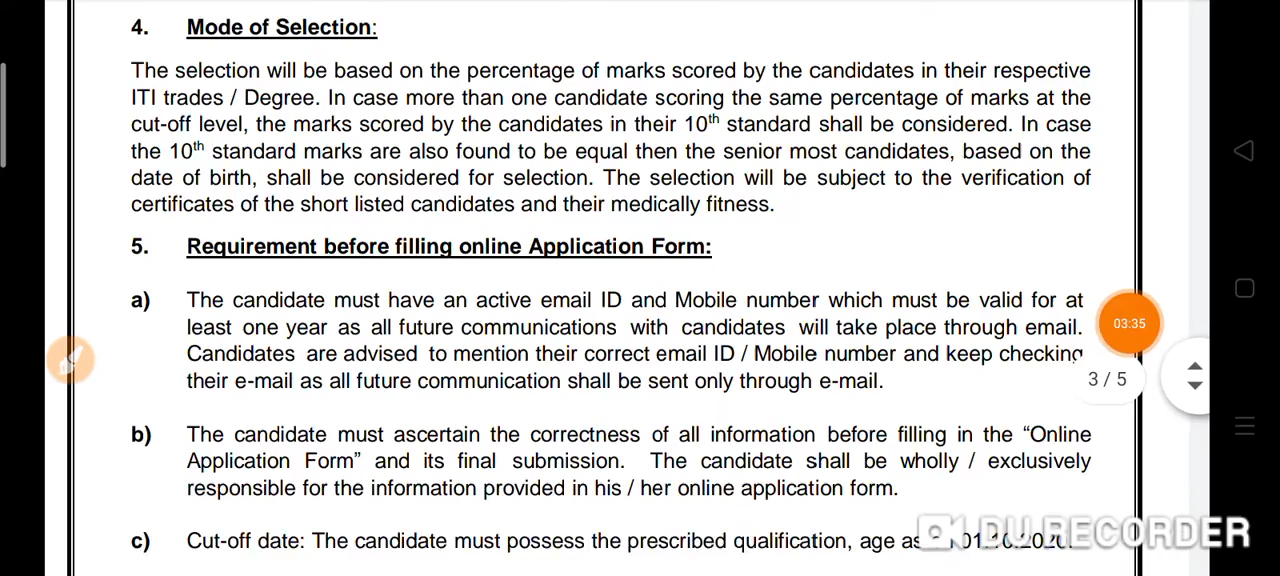 4. Mode of Selection:
The selection will be based on the percentage of marks scored by the candidates in their respective
ITI trades / Degree. In case more than one candidate scoring the same percentage of marks at the
cut-off level, the marks scored by the candidates in their 10th standard shall be considered. In case
the 10th standard marks are also found to be equal then the senior most candidates, based on the
date of birth, shall be considered for selection. The selection will be subject to the verification of
certificates of the short listed candidates and their medically fitness.
5. Requirement before filling online Application Form:
a) The candidate must have an active email ID and Mobile number which must be valid for at
least one year as all future communications with candidates will take place through email.
03:35
Candidates are advised to mention their correct email ID / Mobile number and keep checking
their e-mail as all future communication shall be sent only through e-mail.
3 / 5
b) The candidate must ascertain the correctness of all information before filling in the “Online
Application Form” and its final submission. The candidate shall be wholly / exclusively
responsible for the information provided in his / her online application form.
c) Cut-off date: The candidate must possess the prescribed qualification, age as
DU RECORDER